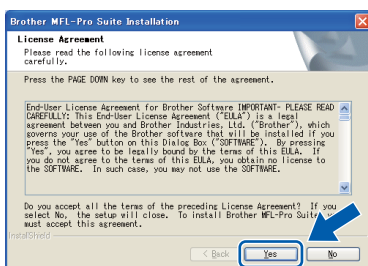 Brother MFL-Pro Suite Installation
License Agreement
Please read the following license agreement
carefully.
Press the PAGE DOWN key to see the rest of the agreement.
End-User License Agreement for Brother Software IMPORTANT- PLEASE READ
CAREFULLY: This End-User License Agreement ("EULA") is a legal
agreement between you and Brother Industries, Ltd. ("Brother"), which
governs your use of the Brother software that will be installed if you
press the "Yes" button on this Dialog Box ("SOFTWARE"). By pressing
"Yes", you agree to be legally bound by the terms of this EULA. If
you do not agree to the terms of this EULA, you obtain no license to
the SOFTWARE. In such case, you may not use the SOFTWARE.
Do you accept all the terms of the preceding License Agreement? If you
select No, the setup will close. To install Brother MFL-Pro Suite, you
must accept this agreement.
InstallShield
< Back Yes No